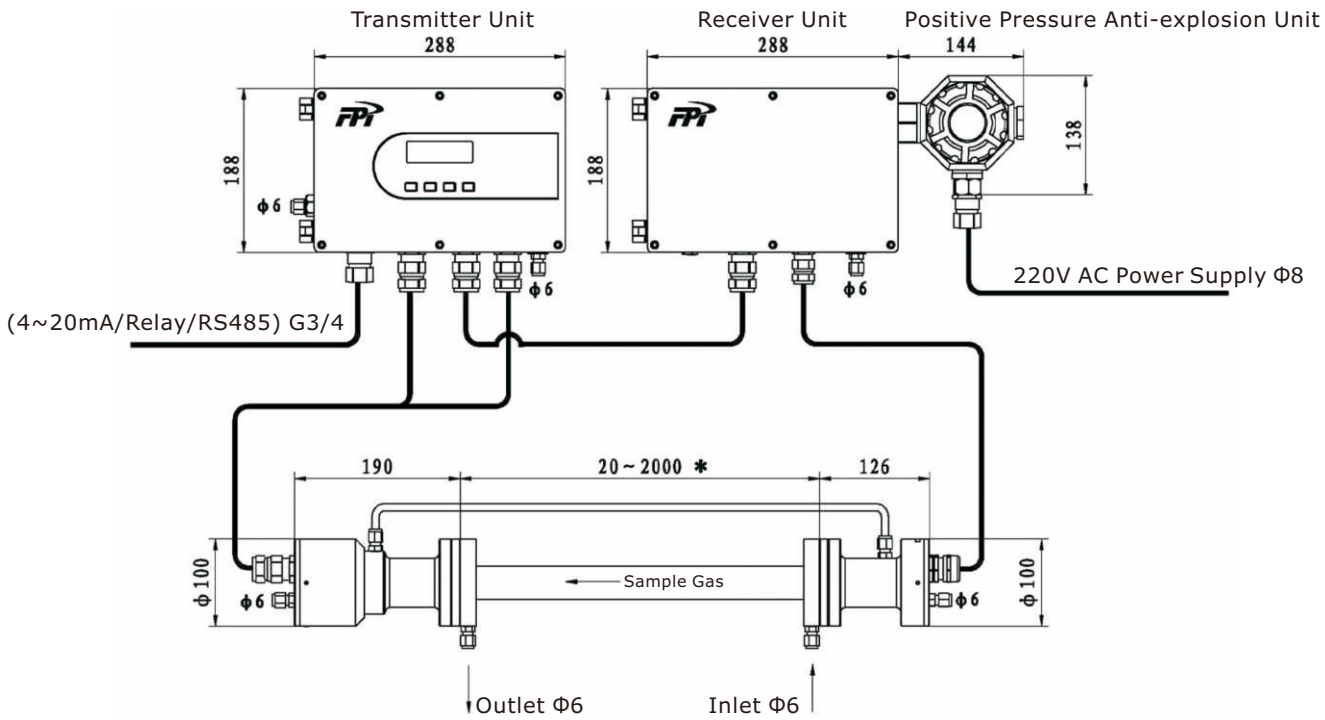 Transmitter Unit
Receiver Unit
Positive Pressure Anti-explosion Unit
288
288
144
FPI
FPI
188
188
138
ϕ6
ϕ6
ϕ6
220V AC Power Supply Φ8
(4~20mA/Relay/RS485) G3/4
190
20~2000 *
126
ϕ100
Sample Gas
ϕ100
ϕ6
ϕ6
Outlet Φ6
Inlet Φ6